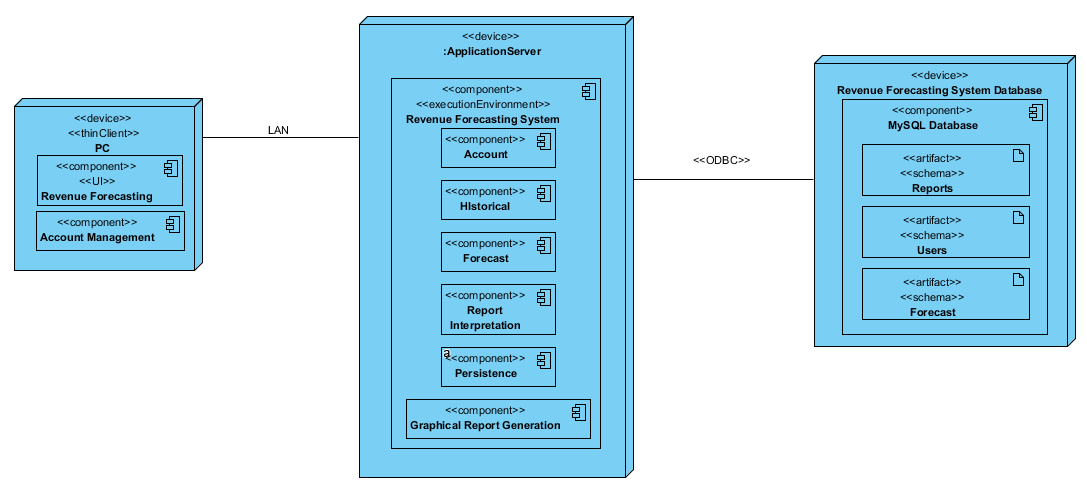 <<device>>
<<thinClient>>
PC
<<component>>
<<UI>>
Revenue Forecasting
<<component>>
Account Management
LAN
<<device>>
:ApplicationServer
<<component>>
<<executionEnvironment>>
Revenue Forecasting System
<<component>>
Account
<<component>>
HIstorical
<<component>>
Forecast
<<component>>
Report
Interpretation
a
<<component>>
Persistence
<<component>>
Graphical Report Generation
<<ODBC>>
<<device>>
Revenue Forecasting System Database
<<component>>
MySQL Database
<<artifact>>
<<schema>>
Reports
<<artifact>>
<<schema>>
Users
<<artifact>>
<<schema>>
Forecast